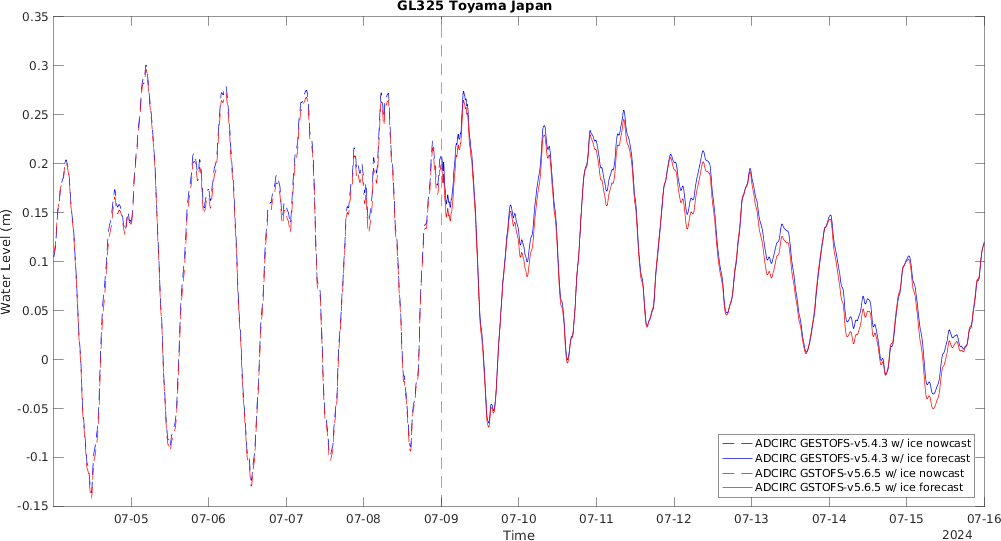 GL325 Toyama Japan
0.35
0.3
0.25
0.2
0.15
0.1
0.05
0
-0.05
-0.1
-0.15
Water Level (m)
07-05 07-06 07-07 07-08 07-09 07-10 07-11 07-12 07-13 07-14 07-15 07-16
Time
2024
ADCIRC GESTOFS-v5.4.3 w/ ice nowcast
ADCIRC GESTOFS-v5.4.3 w/ ice forecast
ADCIRC GSTOFS-v5.6.5 w/ ice nowcast
ADCIRC GSTOFS-v5.6.5 w/ ice forecast